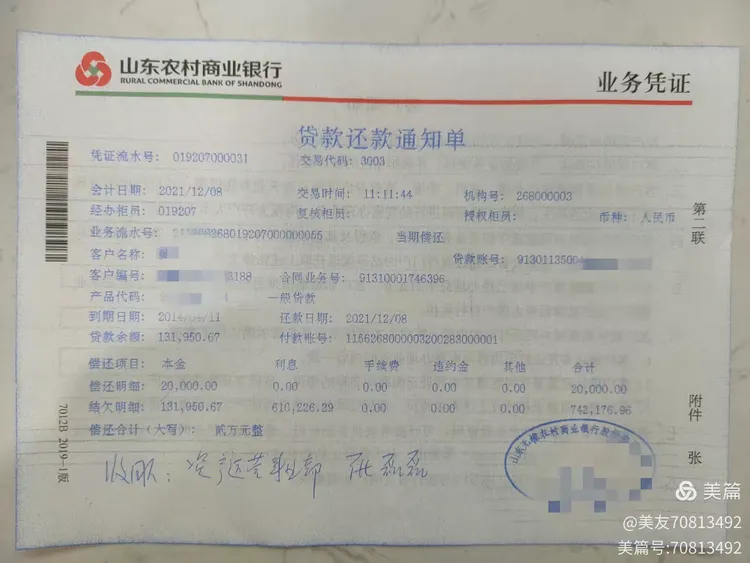 山东农村商业银行
RURAL COMMERCIAL BANK OF SHANDONG
业务凭证
贷款还款通知单
凭证流水号: 019207000031 交易代码: 3003
会计日期: 2021/12/08 交易时间: 11:11:44 机构号: 268000003
经办柜员: 019207 复核柜员: 授权柜员: 币种: 人民币
业务流水号: 268019207000000055 当期偿还
客户名称: 贷款账号: 91301135004
客户编号: 188 合同业务号: 91310001746396
产品代码: 一般贷款
到期日期: 2014/04/11 还款日期: 2021/12/08
贷款余额: 131,950.67 付款账号: 1156268000003200283000001
偿还项目: 本金 利息 手续费 违约金 其他 合计
偿还明细: 20,000.00 0.00 0.00 0.00 0.00 20,000.00
结欠明细: 131,950.67 610,226.29 0.00 0.00 0.00 742,176.96
偿还合计(大写): 贰万元整
第二联
附件 张
7012B 2019-1版
美篇
@美友70813492
美篇号:70813492